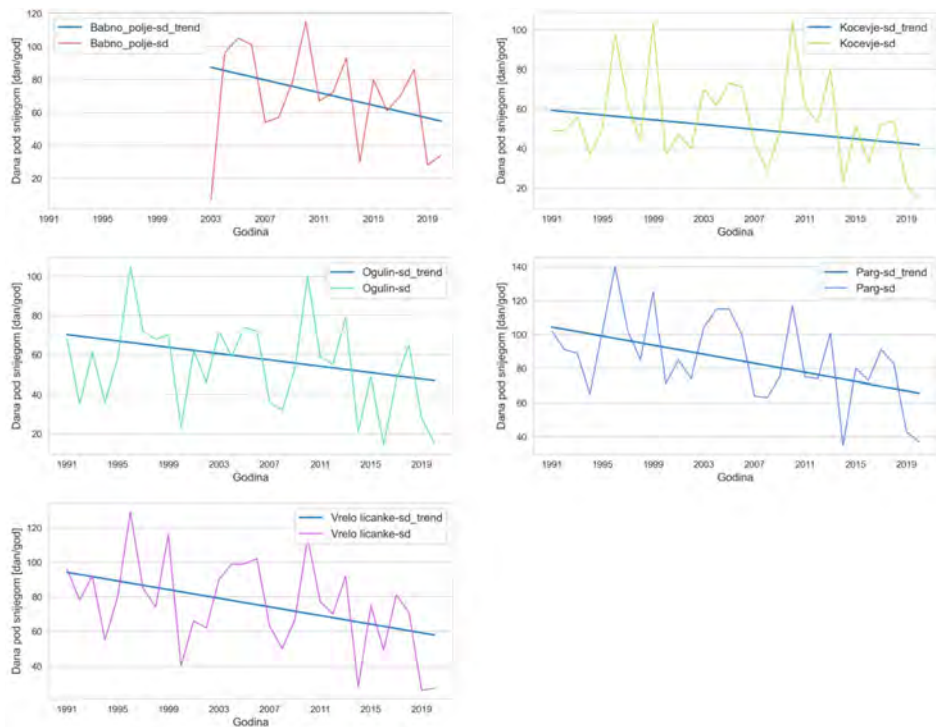 Babno_polje-sd_trend
Babno_polje-sd
Dana pod snijegom [dan/god]
120
100
80
60
40
20
1991 1995 1999 2003 2007 2011 2015 2019
Godina
Kocevje-sd_trend
Kocevje-sd
Dana pod snijegom [dan/god]
100
80
60
40
20
1991 1995 1999 2003 2007 2011 2015 2019
Godina
Ogulin-sd_trend
Ogulin-sd
Dana pod snijegom [dan/god]
100
80
60
40
20
1991 1995 1999 2003 2007 2011 2015 2019
Godina
Parg-sd_trend
Parg-sd
Dana pod snijegom [dan/god]
140
120
100
80
60
40
1991 1995 1999 2003 2007 2011 2015 2019
Godina
Vrelo licanke-sd_trend
Vrelo licanke-sd
Dana pod snijegom [dan/god]
120
100
80
60
40
1991 1995 1999 2003 2007 2011 2015 2019
Godina